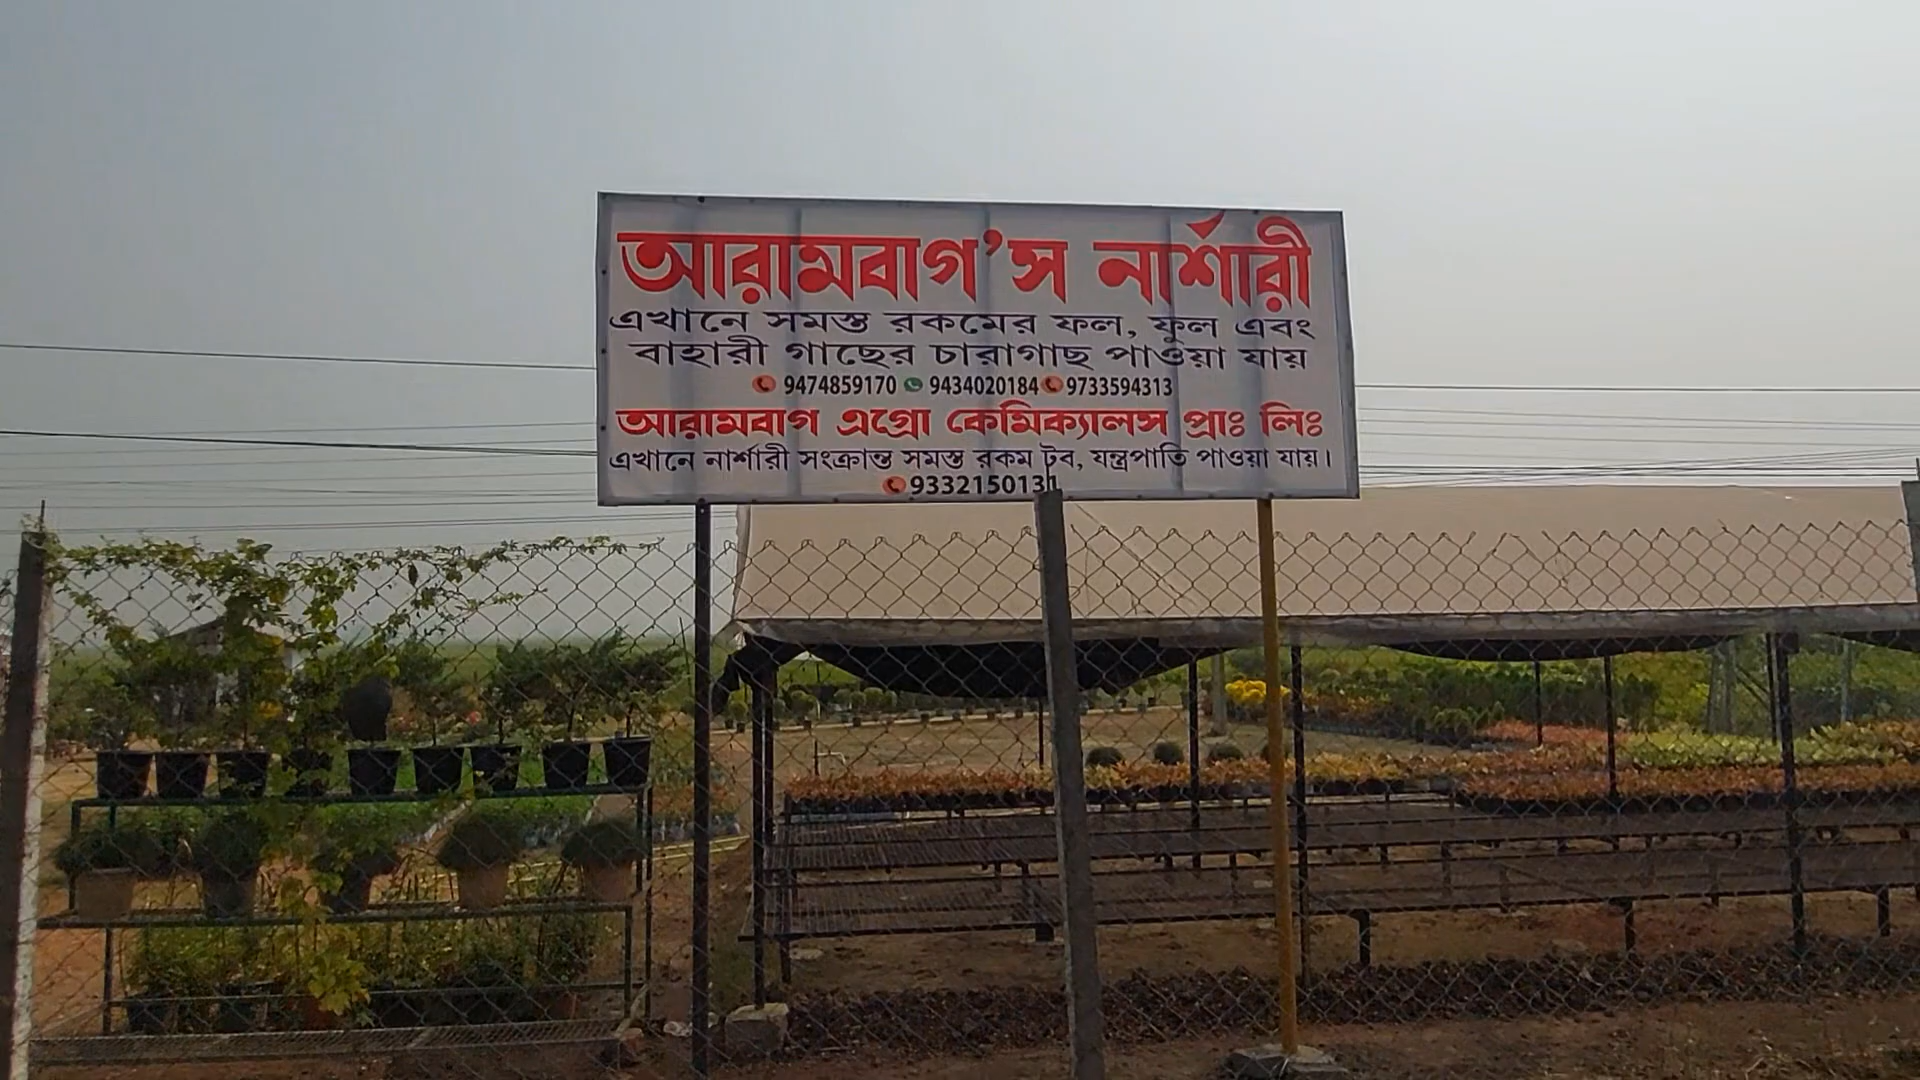 আরামবাগ’স নার্শারী
এখানে সমস্ত রকমের ফল, ফুল এবং
বাহারী গাছের চারাগাছ পাওয়া যায়
9474859170 9434020184 9733594313
আরামবাগ এগ্রো কেমিক্যালস প্রাঃ লিঃ
এখানে নার্শারী সংক্রান্ত সমস্ত রকম টব, যন্ত্রপাতি পাওয়া যায়।
9332150131